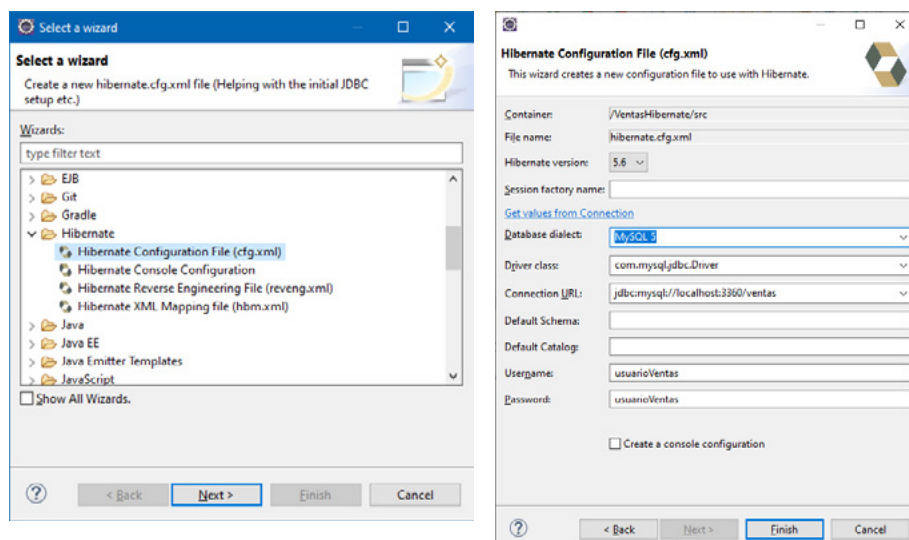 Select a wizard
Select a wizard
Create a new hibernate.cfg.xml file (Helping with the initial JDBC
setup etc.)
Wizards:
type filter text
EJB
Git
Gradle
Hibernate
Hibernate Configuration File (cfg.xml)
Hibernate Console Configuration
Hibernate Reverse Engineering File (reveng.xml)
Hibernate XML Mapping file (hbm.xml)
Java
Java EE
Java Emitter Templates
JavaScript
Show All Wizards.
< Back Next > Finish Cancel
Hibernate Configuration File (cfg.xml)
This wizard creates a new configuration file to use with Hibernate.
Container: /VentasHibernate/src
File name: hibernate.cfg.xml
Hibernate version: 5.6
Session factory name:
Get values from Connection
Database dialect: MySQL 5
Driver class: com.mysql.jdbc.Driver
Connection URL: jdbc:mysql://localhost:3360/ventas
Default Schema:
Default Catalog:
Username: usuarioVentas
Password: usuarioVentas
Create a console configuration
< Back Next > Finish Cancel